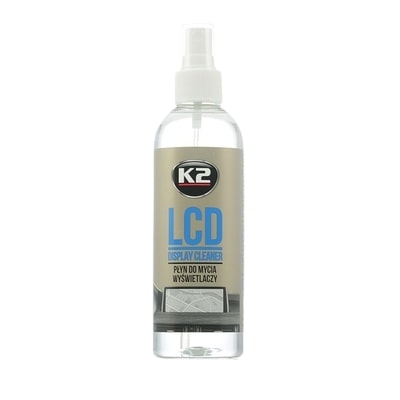 K2
LCD
DISPLAY CLEANER
PŁYN DO MYCIA
WYŚWIETLACZY